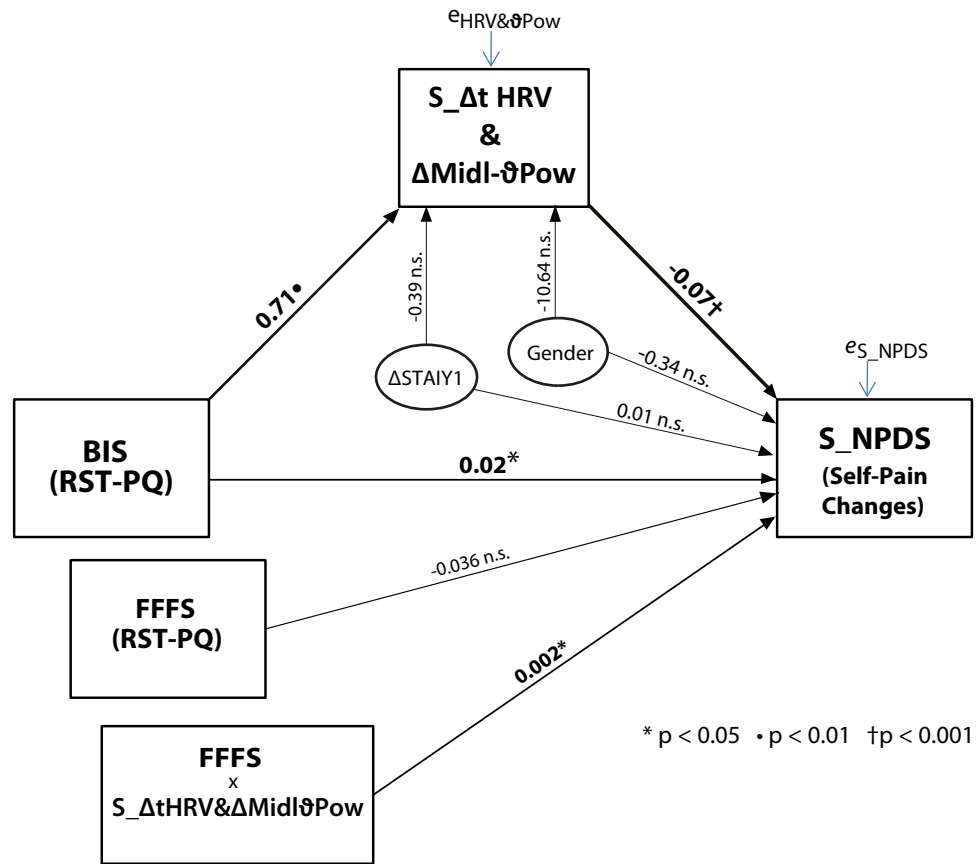 eHRV&ϑPow
S_Δt HRV
&
ΔMidl-ϑPow
0.71•
-0.39 n.s.
-10.64 n.s.
-0.07†
ΔSTAIY1
Gender
-0.34 n.s.
0.01 n.s.
eS_NPDS
BIS
(RST-PQ)
0.02*
S_NPDS
(Self-Pain
Changes)
FFFS
(RST-PQ)
-0.036 n.s.
FFFS
x
S_ΔtHRV&ΔMidlϑPow
0.002*
* p < 0.05 • p < 0.01 †p < 0.001